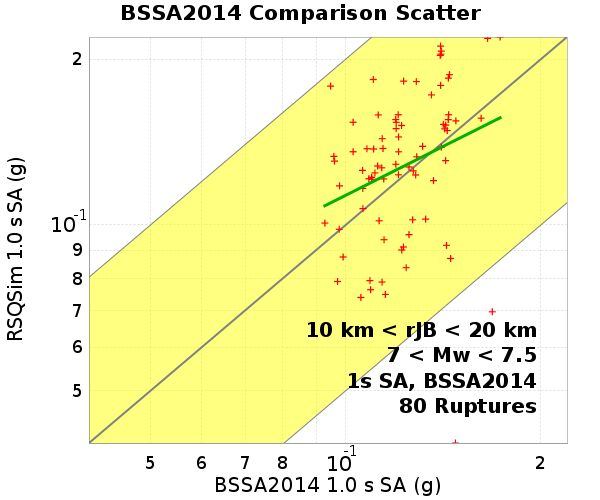 BSSA2014 Comparison Scatter
RSQSim 1.0 s SA (g)
2
10-1
9
8
7
6
5
10 km < rJB < 20 km
7 < Mw < 7.5
1s SA, BSSA2014
80 Ruptures
5 6 7 8 10-1 2
BSSA2014 1.0 s SA (g)